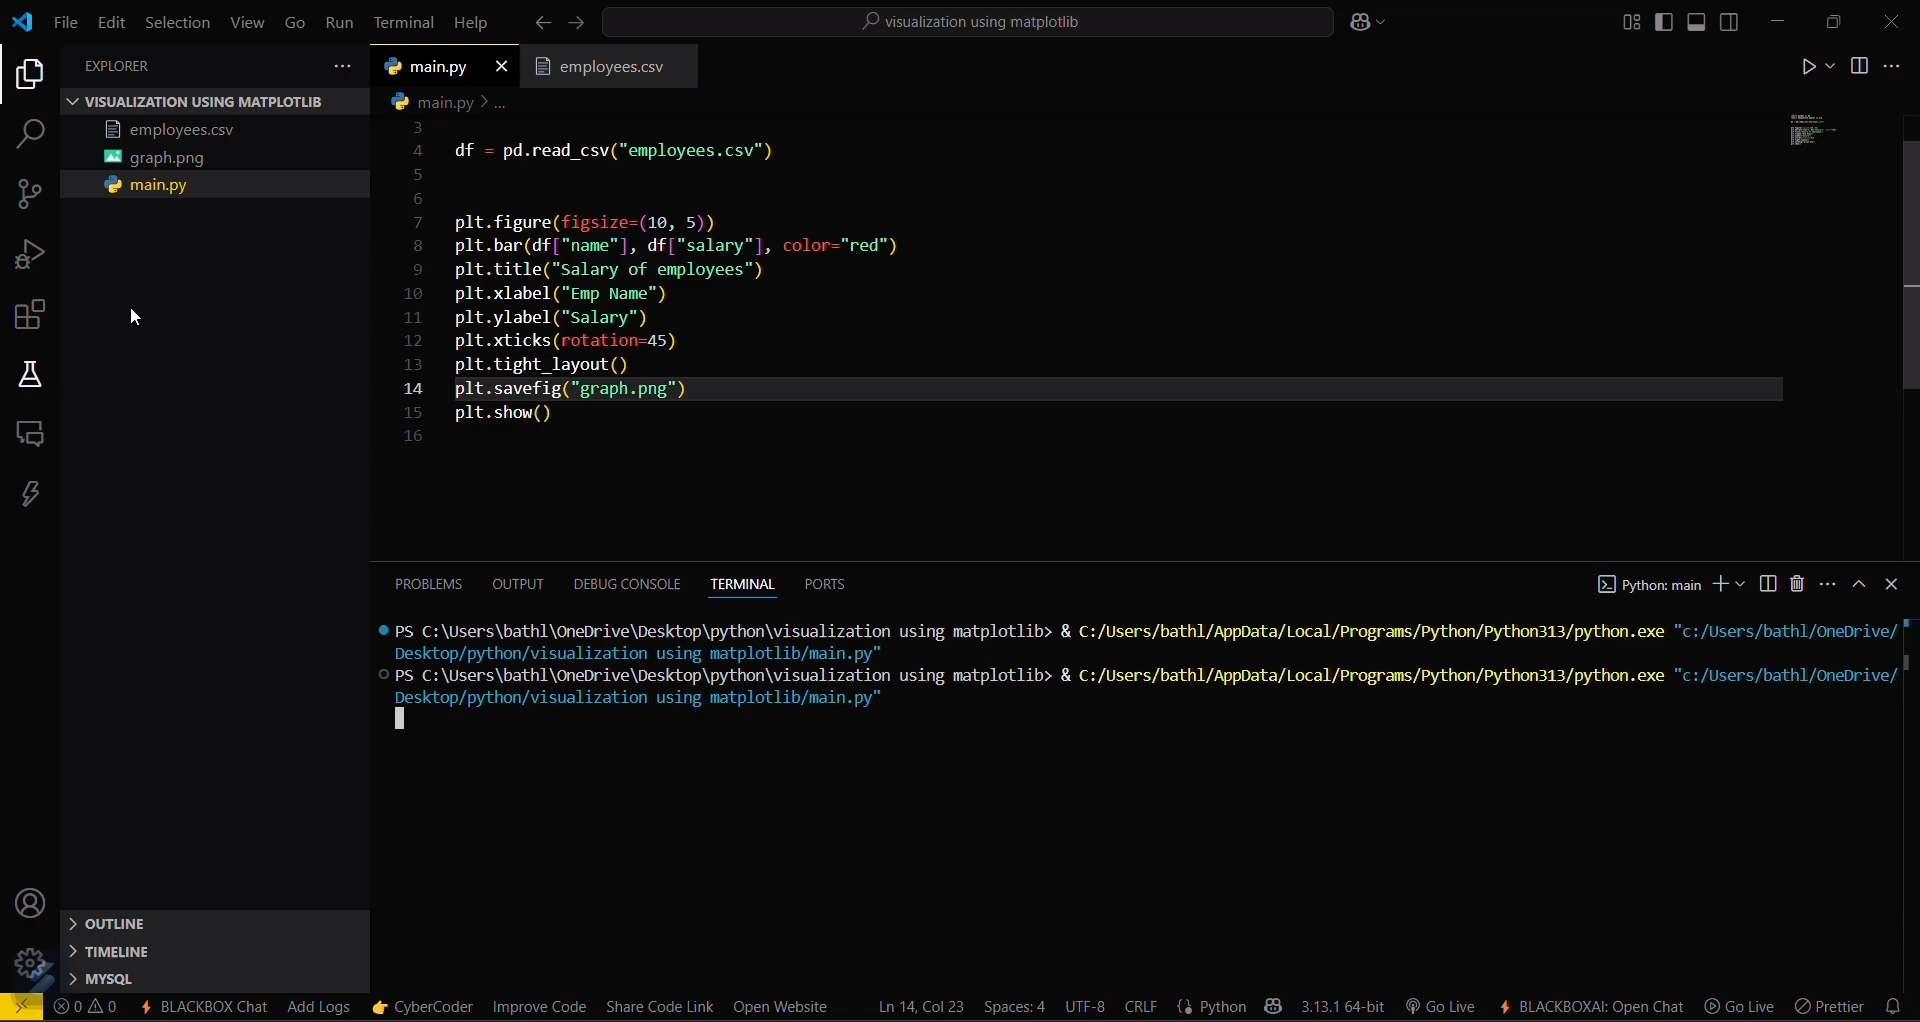 File Edit Selection View Go Run Terminal Help visualization using matplotlib
EXPLORER
main.py employees.csv
VISUALIZATION USING MATPLOTLIB
employees.csv
graph.png
main.py
main.py > ...
3
4 df = pd.read_csv("employees.csv")
5
6
7 plt.figure(figsize=(10, 5))
8 plt.bar(df["name"], df["salary"], color="red")
9 plt.title("Salary of employees")
10 plt.xlabel("Emp Name")
11 plt.ylabel("Salary")
12 plt.xticks(rotation=45)
13 plt.tight_layout()
14 plt.savefig("graph.png")
15 plt.show()
16
PROBLEMS OUTPUT DEBUG CONSOLE TERMINAL PORTS Python: main
PS C:\Users\bathl\OneDrive\Desktop\python\visualization using matplotlib> & C:/Users/bathl/AppData/Local/Programs/Python/Python313/python.exe "c:/Users/bathl/OneDrive/
Desktop/python/visualization using matplotlib/main.py"
PS C:\Users\bathl\OneDrive\Desktop\python\visualization using matplotlib> & C:/Users/bathl/AppData/Local/Programs/Python/Python313/python.exe "c:/Users/bathl/OneDrive/
Desktop/python/visualization using matplotlib/main.py"
OUTLINE
TIMELINE
MYSQL
0 0 BLACKBOX Chat Add Logs CyberCoder Improve Code Share Code Link Open Website Ln 14, Col 23 Spaces: 4 UTF-8 CRLF Python 3.13.1 64-bit Go Live BLACKBOXAI: Open Chat Go Live Prettier